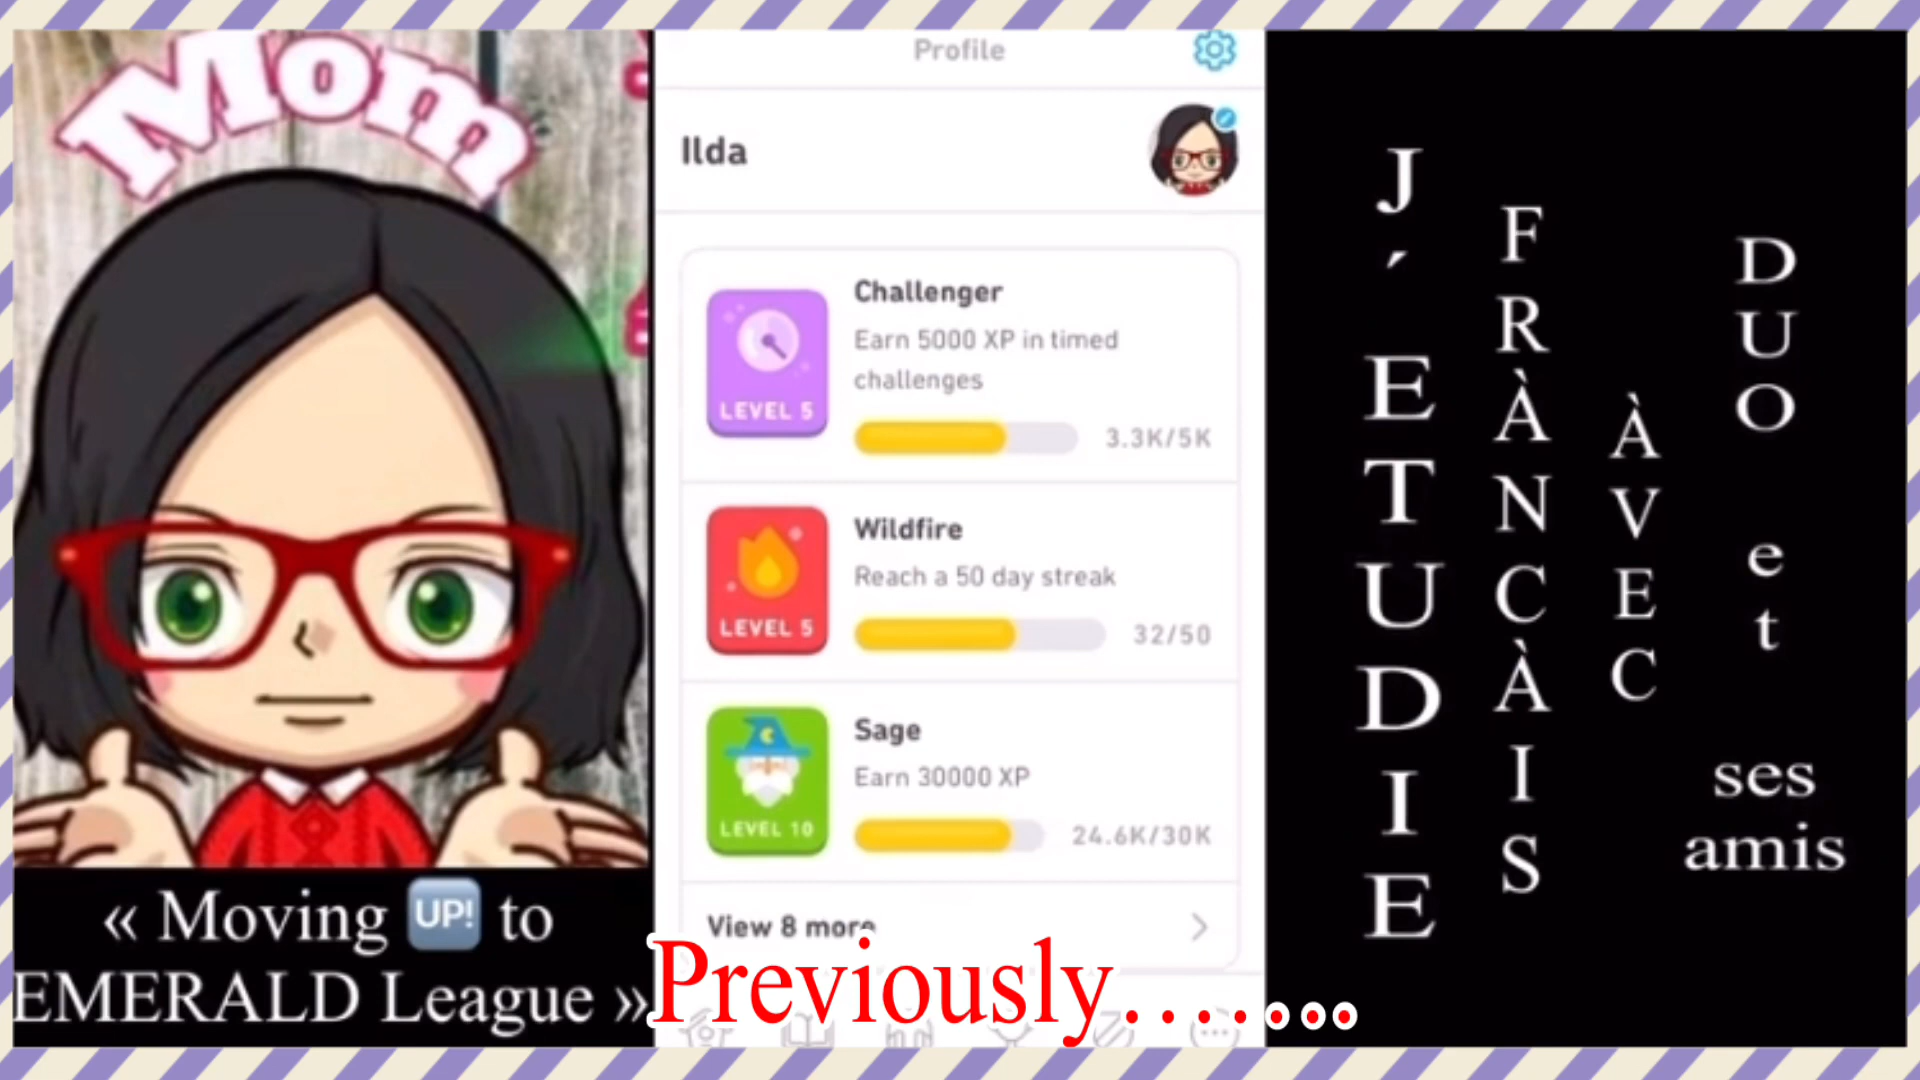 Mom
« Moving UP! to
EMERALD League »
Profile
Ilda
Challenger
Earn 5000 XP in timed
challenges
LEVEL 5
3.3K/5K
Wildfire
Reach a 50 day streak
LEVEL 5
32/50
Sage
Earn 30000 XP
LEVEL 10
24.6K/30K
View 8 more
Previously..........
J´ETUDIE
FRÀNCÀIS
ÀVEC
DUO
et
ses
amis